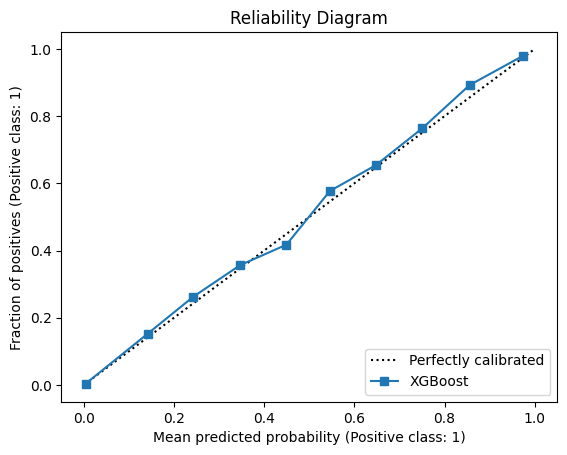 Reliability Diagram
Fraction of positives (Positive class: 1)
1.0
0.8
0.6
0.4
0.2
0.0
0.0 0.2 0.4 0.6 0.8 1.0
Mean predicted probability (Positive class: 1)
Perfectly calibrated
XGBoost